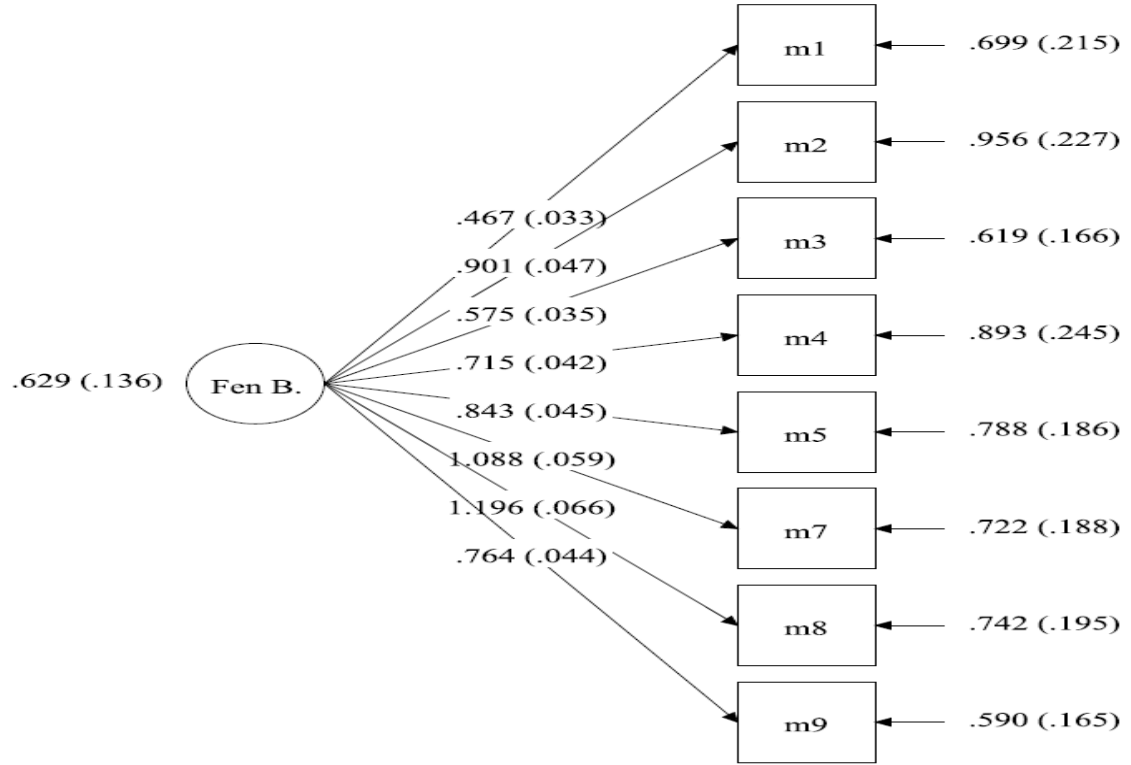 m1
.699 (.215)
m2
.956 (.227)
.467 (.033)
m3
.619 (.166)
.901 (.047)
.575 (.035)
m4
.893 (.245)
.715 (.042)
.629 (.136)
Fen B.
.843 (.045)
m5
.788 (.186)
1.088 (.059)
1.196 (.066)
m7
.722 (.188)
.764 (.044)
m8
.742 (.195)
m9
.590 (.165)